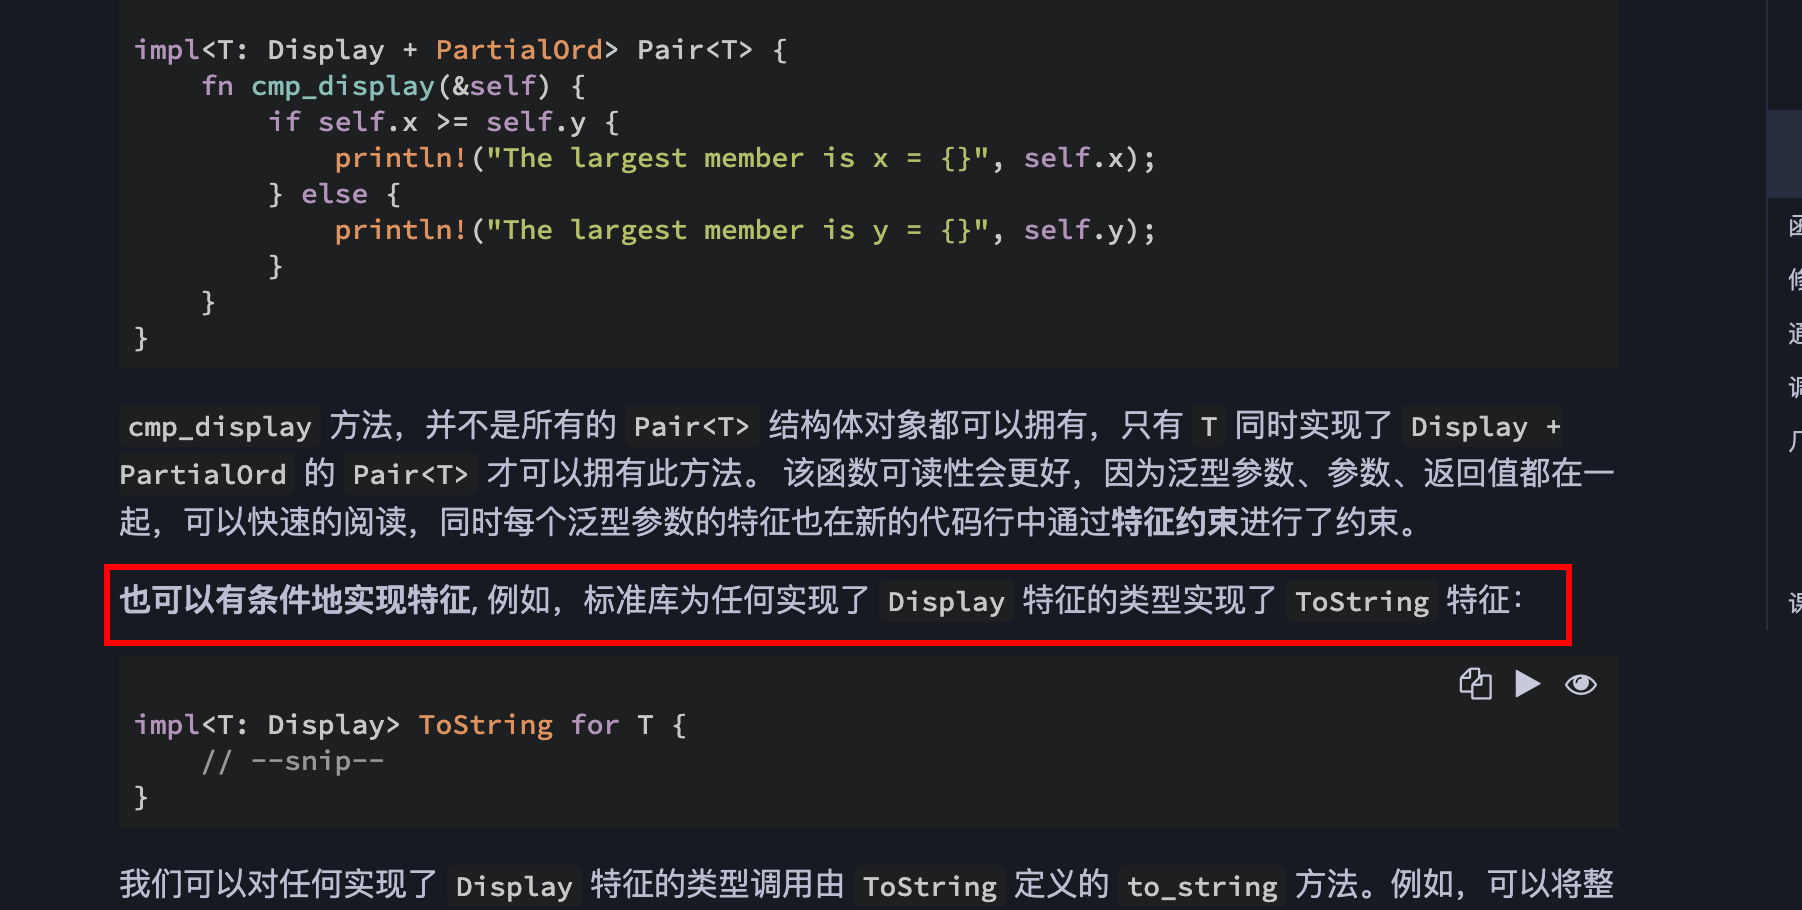 impl<T: Display + PartialOrd> Pair<T> {
    fn cmp_display(&self) {
        if self.x >= self.y {
            println!("The largest member is x = {}", self.x);
        } else {
            println!("The largest member is y = {}", self.y);
        }
    }
}
cmp_display 方法，并不是所有的 Pair<T> 结构体对象都可以拥有，只有 T 同时实现了 Display +
PartialOrd 的 Pair<T> 才可以拥有此方法。 该函数可读性会更好，因为泛型参数、参数、返回值都在一
起，可以快速的阅读，同时每个泛型参数的特征也在新的代码行中通过特征约束进行了约束。
也可以有条件地实现特征, 例如，标准库为任何实现了 Display 特征的类型实现了 ToString 特征：
impl<T: Display> ToString for T {
    // --snip--
}
我们可以对任何实现了 Display 特征的类型调用由 ToString 定义的 to_string 方法。例如，可以将整